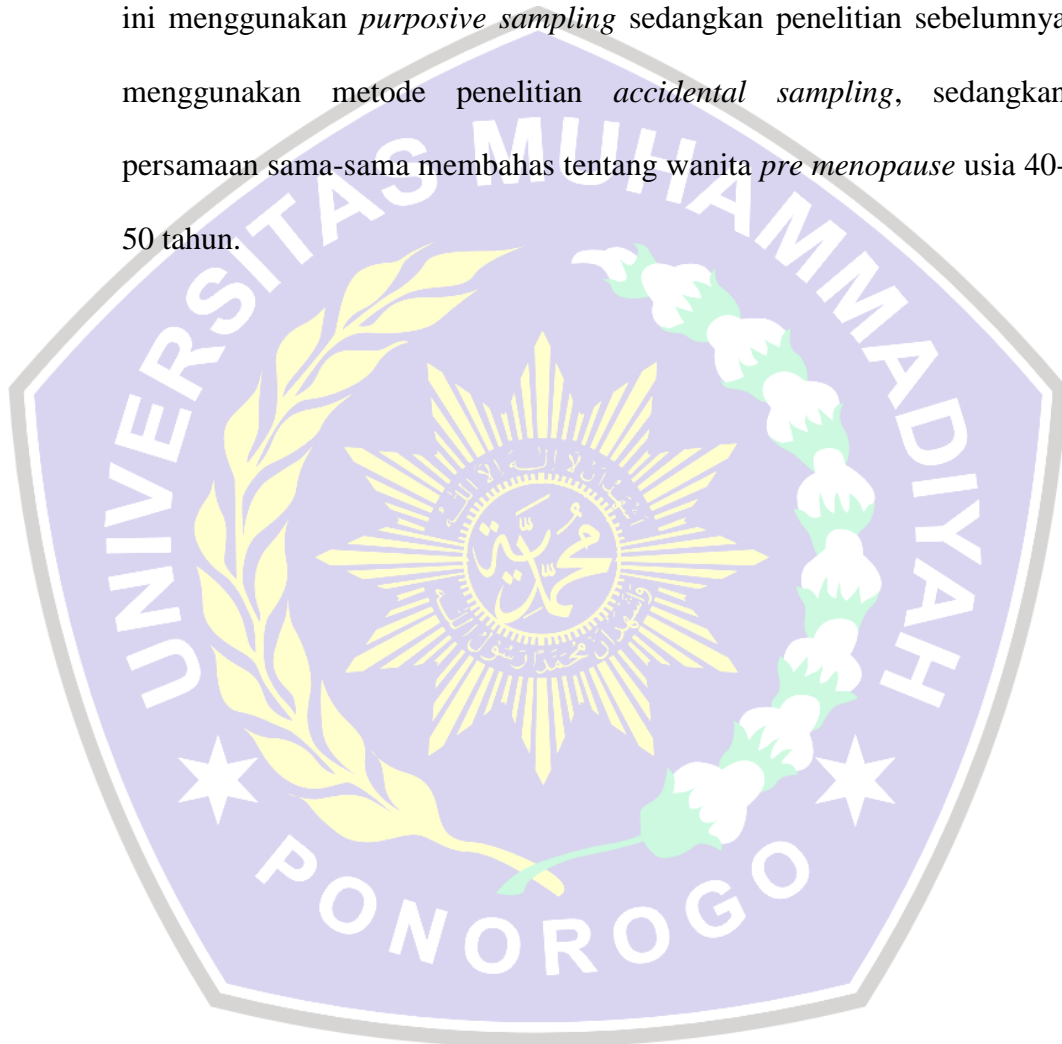 ini menggunakan purposive sampling sedangkan penelitian sebelumnya
menggunakan metode penelitian accidental sampling, sedangkan
persamaan sama-sama membahas tentang wanita pre menopause usia 40-
50 tahun.
UNIVERSITAS MUHAMMADIYAH
PONOROGO
محمدية